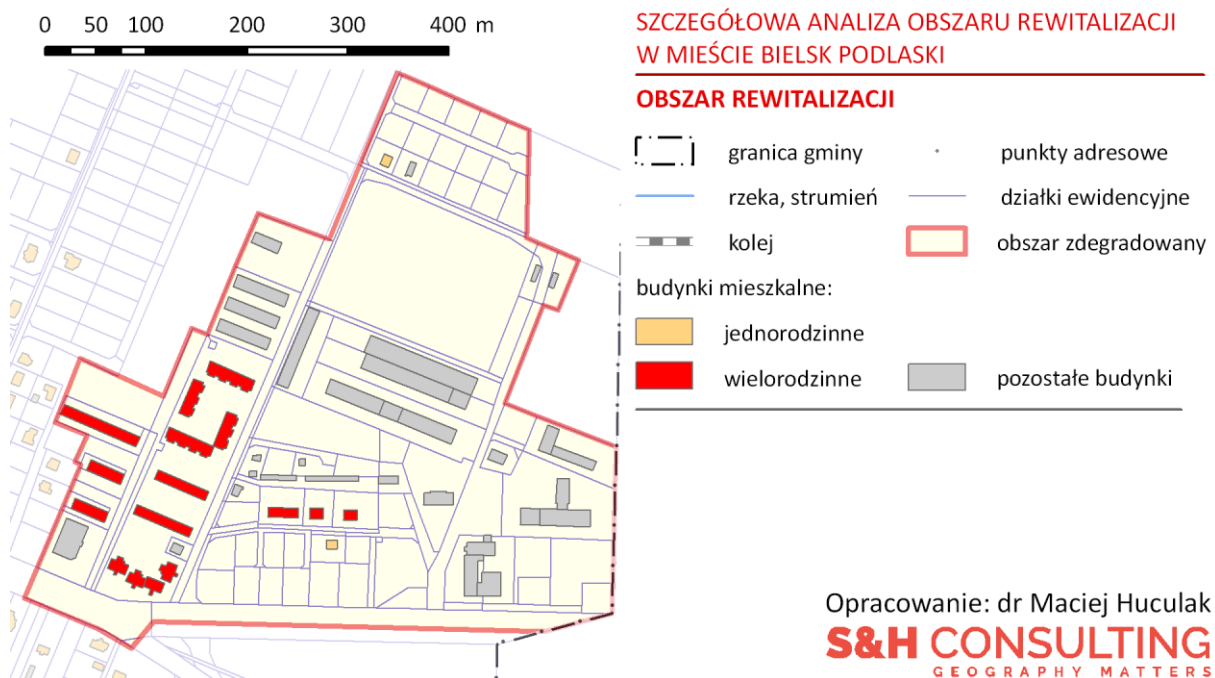 0 50 100 200 300 400 m
SZCZEGÓŁOWA ANALIZA OBSZARU REWITALIZACJI
W MIEŚCIE BIELSK PODLASKI
OBSZAR REWITALIZACJI
granica gminy
punkty adresowe
rzeka, strumień
działki ewidencyjne
kolej
obszar zdegradowany
budynki mieszkalne:
jednorodzinne
wielorodzinne
pozostałe budynki
Opracowanie: dr Maciej Huculak
S&H CONSULTING
GEOGRAPHY MATTERS